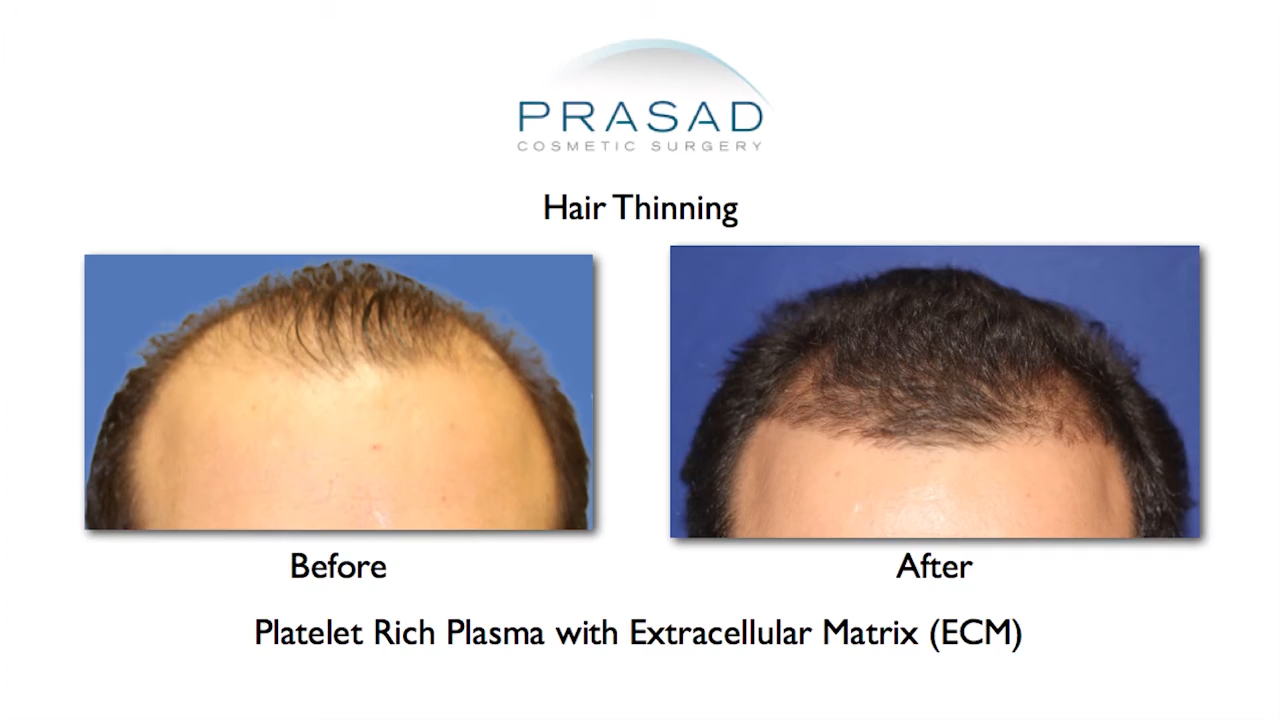 PRASAD
COSMETIC SURGERY
Hair Thinning
Before
After
Platelet Rich Plasma with Extracellular Matrix (ECM)